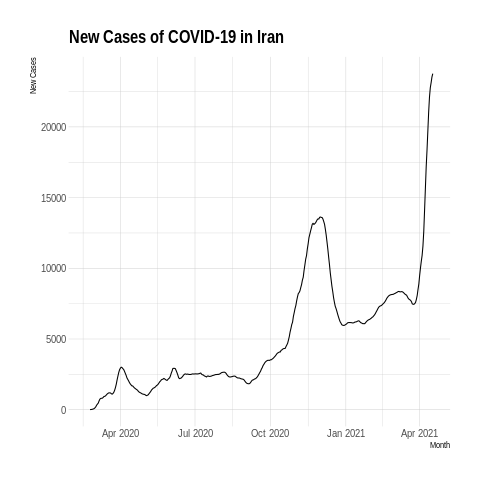 New Cases of COVID-19 in Iran
New Cases
20000
15000
10000
5000
0
Apr 2020 Jul 2020 Oct 2020 Jan 2021 Apr 2021
Month